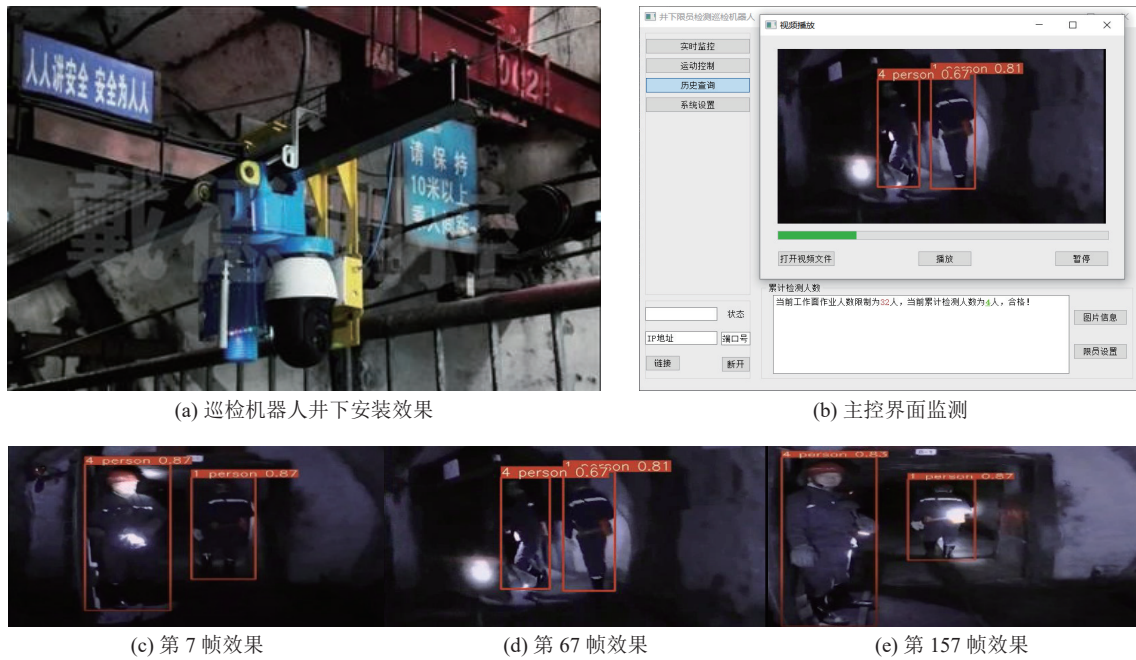 人人讲安全 安全为人人
请保持
10米以上
乘人间距
(a) 巡检机器人井下安装效果
井下限员检测巡检机器人
视频播放
实时监控
运动控制
历史查询
系统设置
4 person 0.67
1 person 0.81
打开视频文件
播放
暂停
累计检测人数
当前工作面作业人数限制为32人，当前累计检测人数为4人，合格！
状态
IP地址
端口号
链接
断开
图片信息
限员设置
(b) 主控界面监测
4 person 0.87
1 person 0.87
(c) 第 7 帧效果
4 person 0.67
1 person 0.81
(d) 第 67 帧效果
4 person 0.83
1 person 0.87
(e) 第 157 帧效果